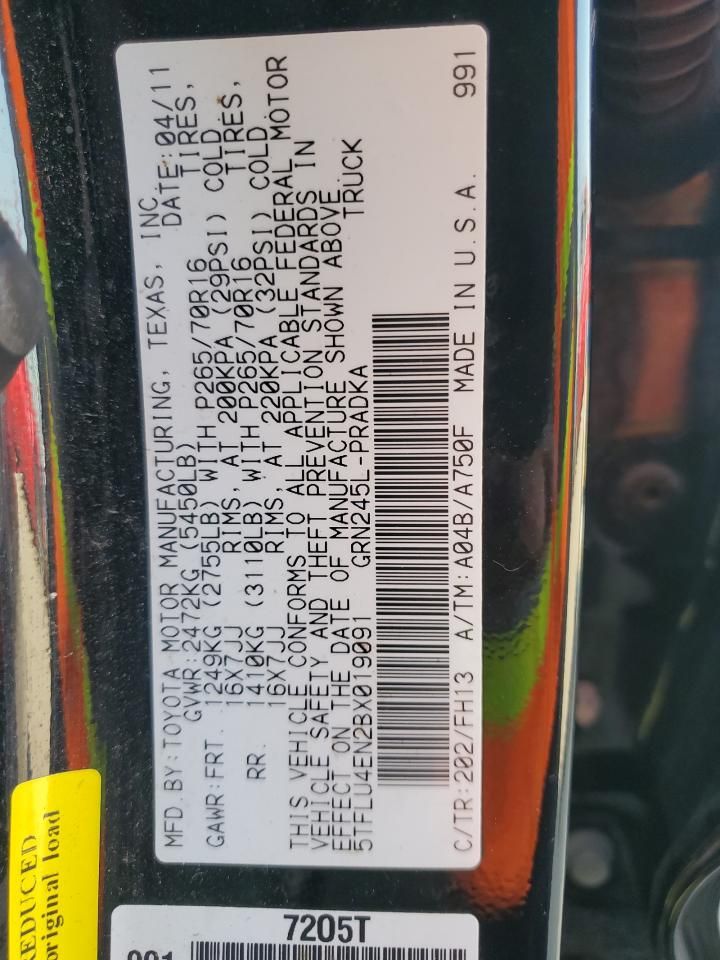 MFD BY:TOYOTA MOTOR MANUFACTURING, TEXAS, INC
GVWR:2472KG (5450LB) DATE:04/11
GAWR:FRT. 1249KG (2755LB) WITH P265/70R16 TIRES,
16X7JJ RIMS, AT 200KPA (29PSI) COLD
RR. 1410KG (3110LB) WITH P265/70R16 TIRES,
16X7JJ RIMS, AT 220KPA (32PSI) COLD
THIS VEHICLE CONFORMS TO ALL APPLICABLE FEDERAL MOTOR
VEHICLE SAFETY AND THEFT PREVENTION STANDARDS IN
EFFECT ON THE DATE OF MANUFACTURE SHOWN ABOVE.
5TFLU4EN2BX019091 GRN245L-PRADKA TRUCK
C/TR:202/FH13 A/TM:A04B/A750F MADE IN U.S.A. 991
REDUCED
original load
7205T
991